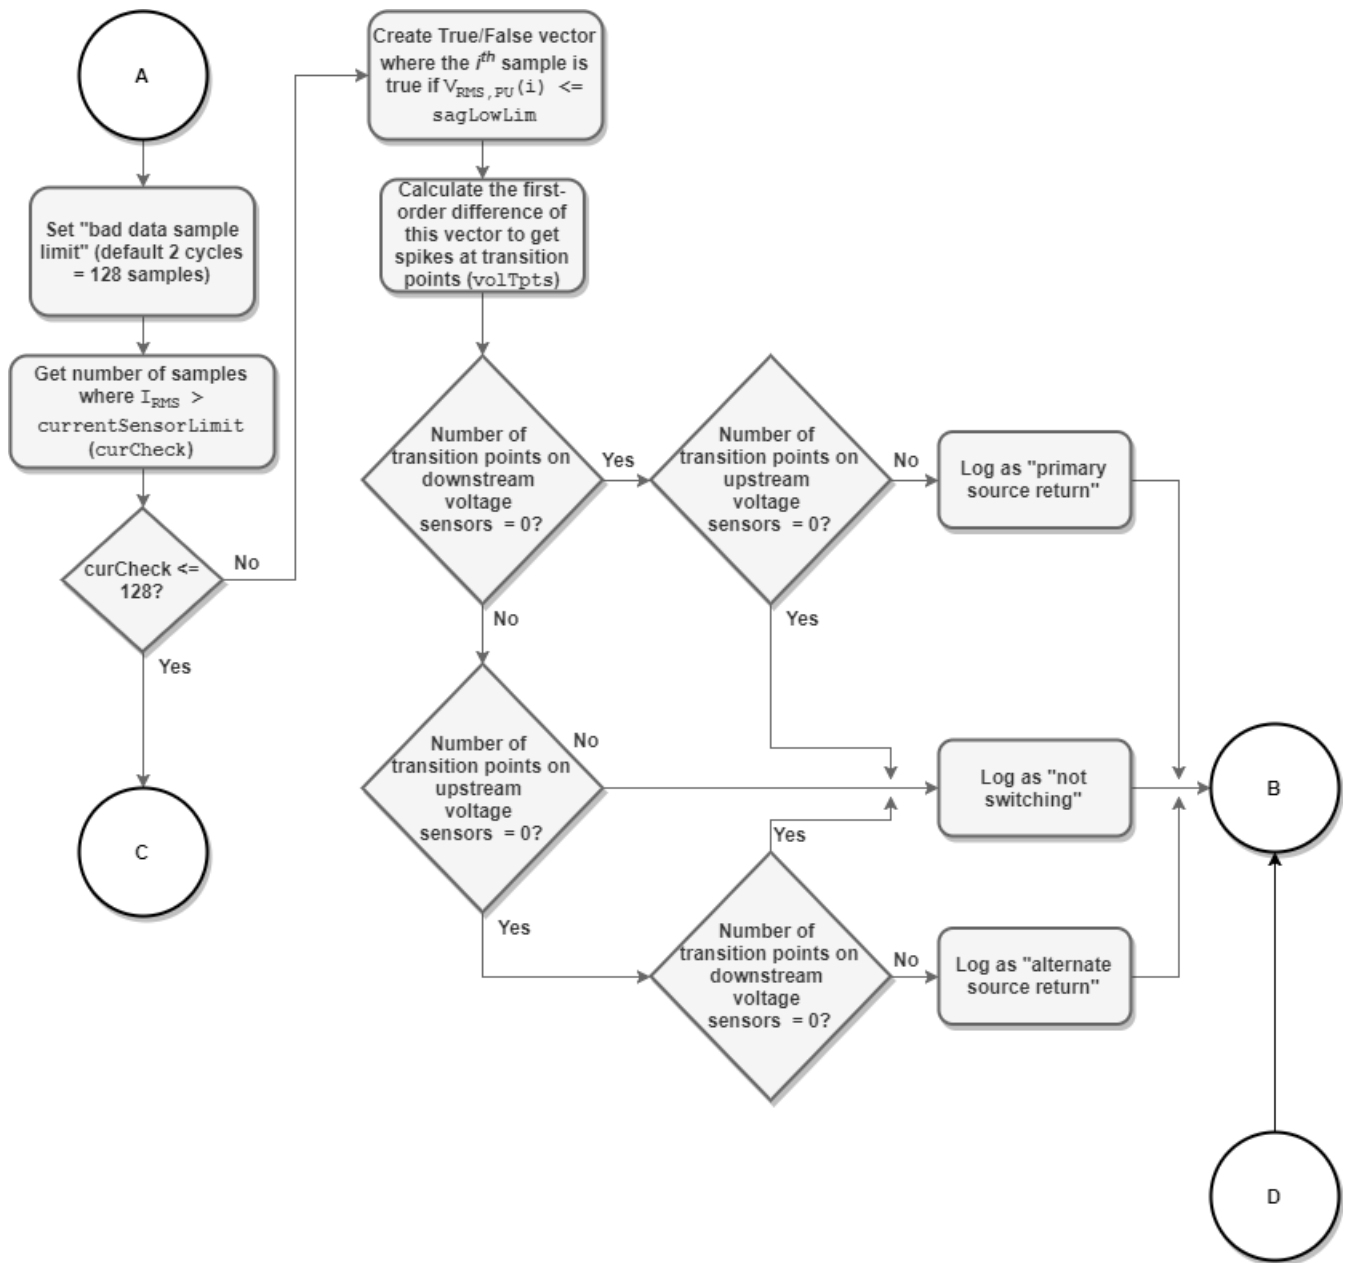 A
Set "bad data sample
limit" (default 2 cycles
= 128 samples)
Get number of samples
where I_RMS >
currentSensorLimit
(curCheck)
curCheck <=
128?
No
Yes
C
Create True/False vector
where the i^th sample is
true if V_RMS,PU(i) <=
sagLowLim
Calculate the first-
order difference of
this vector to get
spikes at transition
points (volTpts)
Number of
transition points on
downstream
voltage
sensors = 0?
Yes
No
Number of
transition points on
upstream
voltage
sensors = 0?
No
Yes
Log as "primary
source return"
Number of
transition points on
upstream
voltage
sensors = 0?
No
Yes
Log as "not
switching"
Number of
transition points on
downstream
voltage
sensors = 0?
Yes
No
Log as "alternate
source return"
B
D